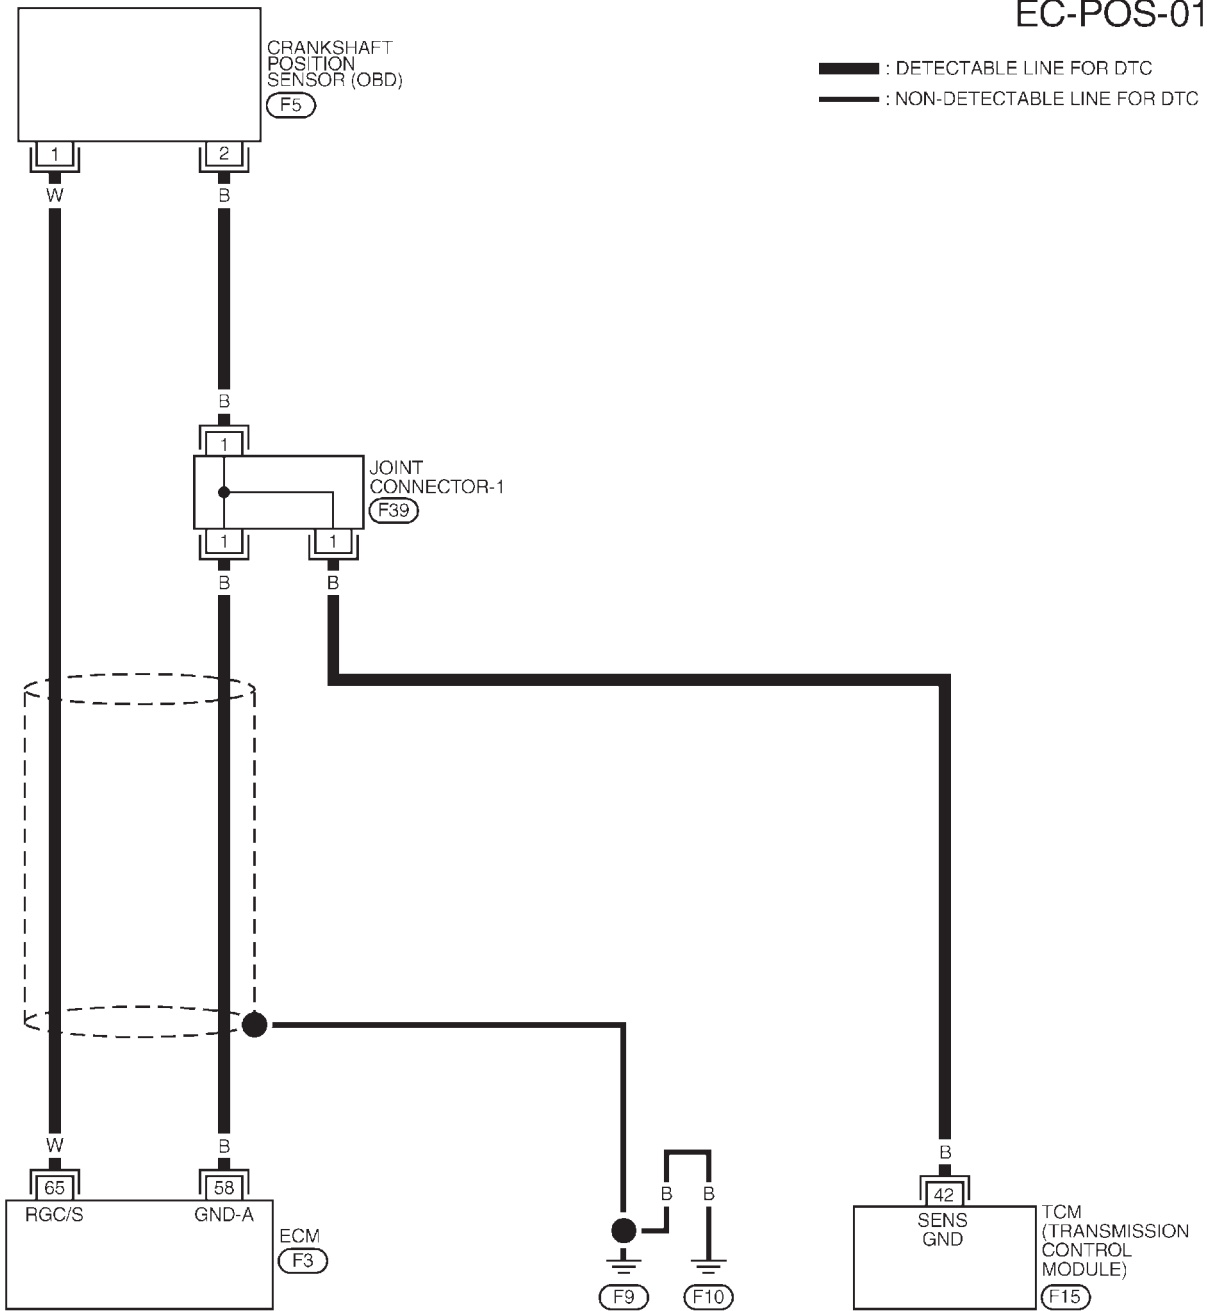 EC-POS-01
: DETECTABLE LINE FOR DTC
: NON-DETECTABLE LINE FOR DTC
CRANKSHAFT
POSITION
SENSOR (OBD)
F5
1
2
W
B
B
1
JOINT
CONNECTOR-1
F39
1
1
B
B
W
B
65
58
RGC/S
GND-A
ECM
F3
B
B
F9
F10
B
42
SENS
GND
TCM
(TRANSMISSION
CONTROL
MODULE)
F15